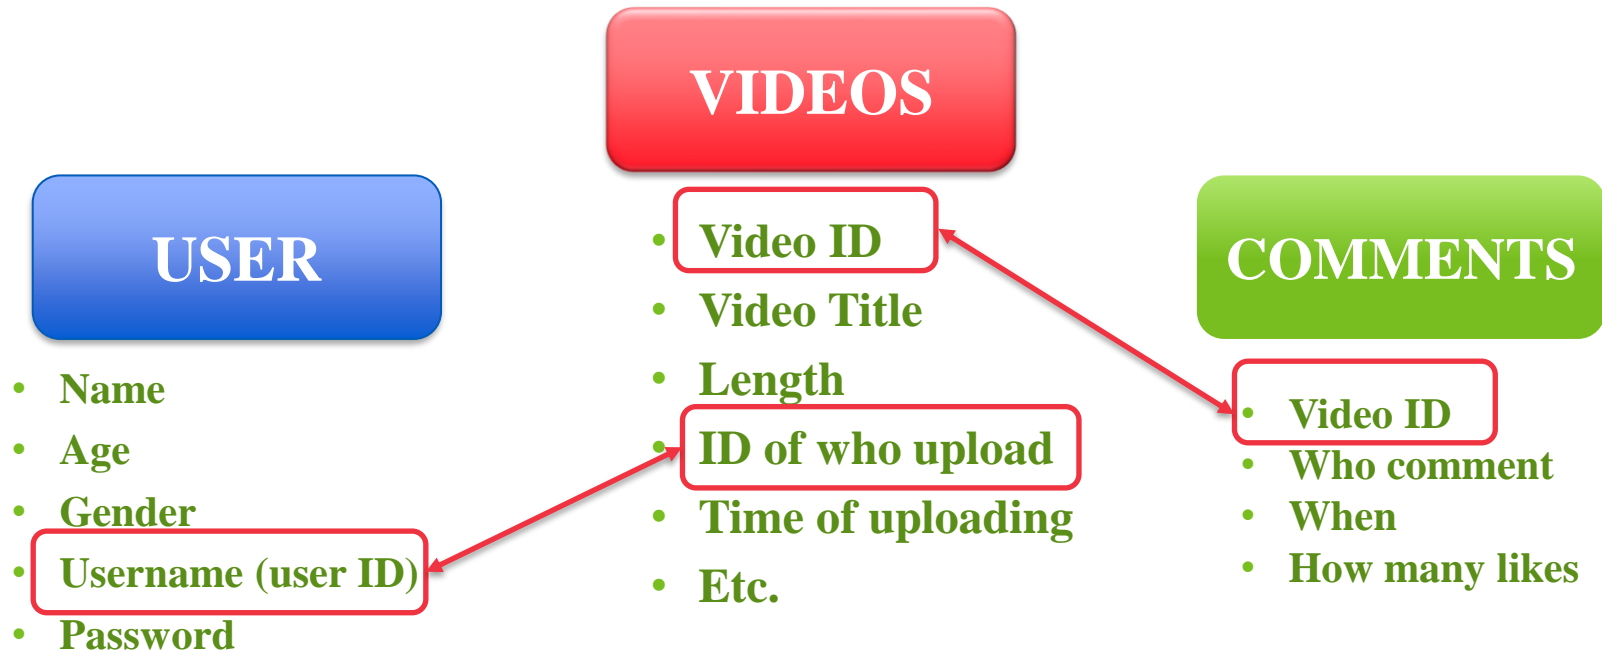 USER
• Name
• Age
• Gender
• Username (user ID)
• Password
VIDEOS
• Video ID
• Video Title
• Length
• ID of who upload
• Time of uploading
• Etc.
COMMENTS
• Video ID
• Who comment
• When
• How many likes